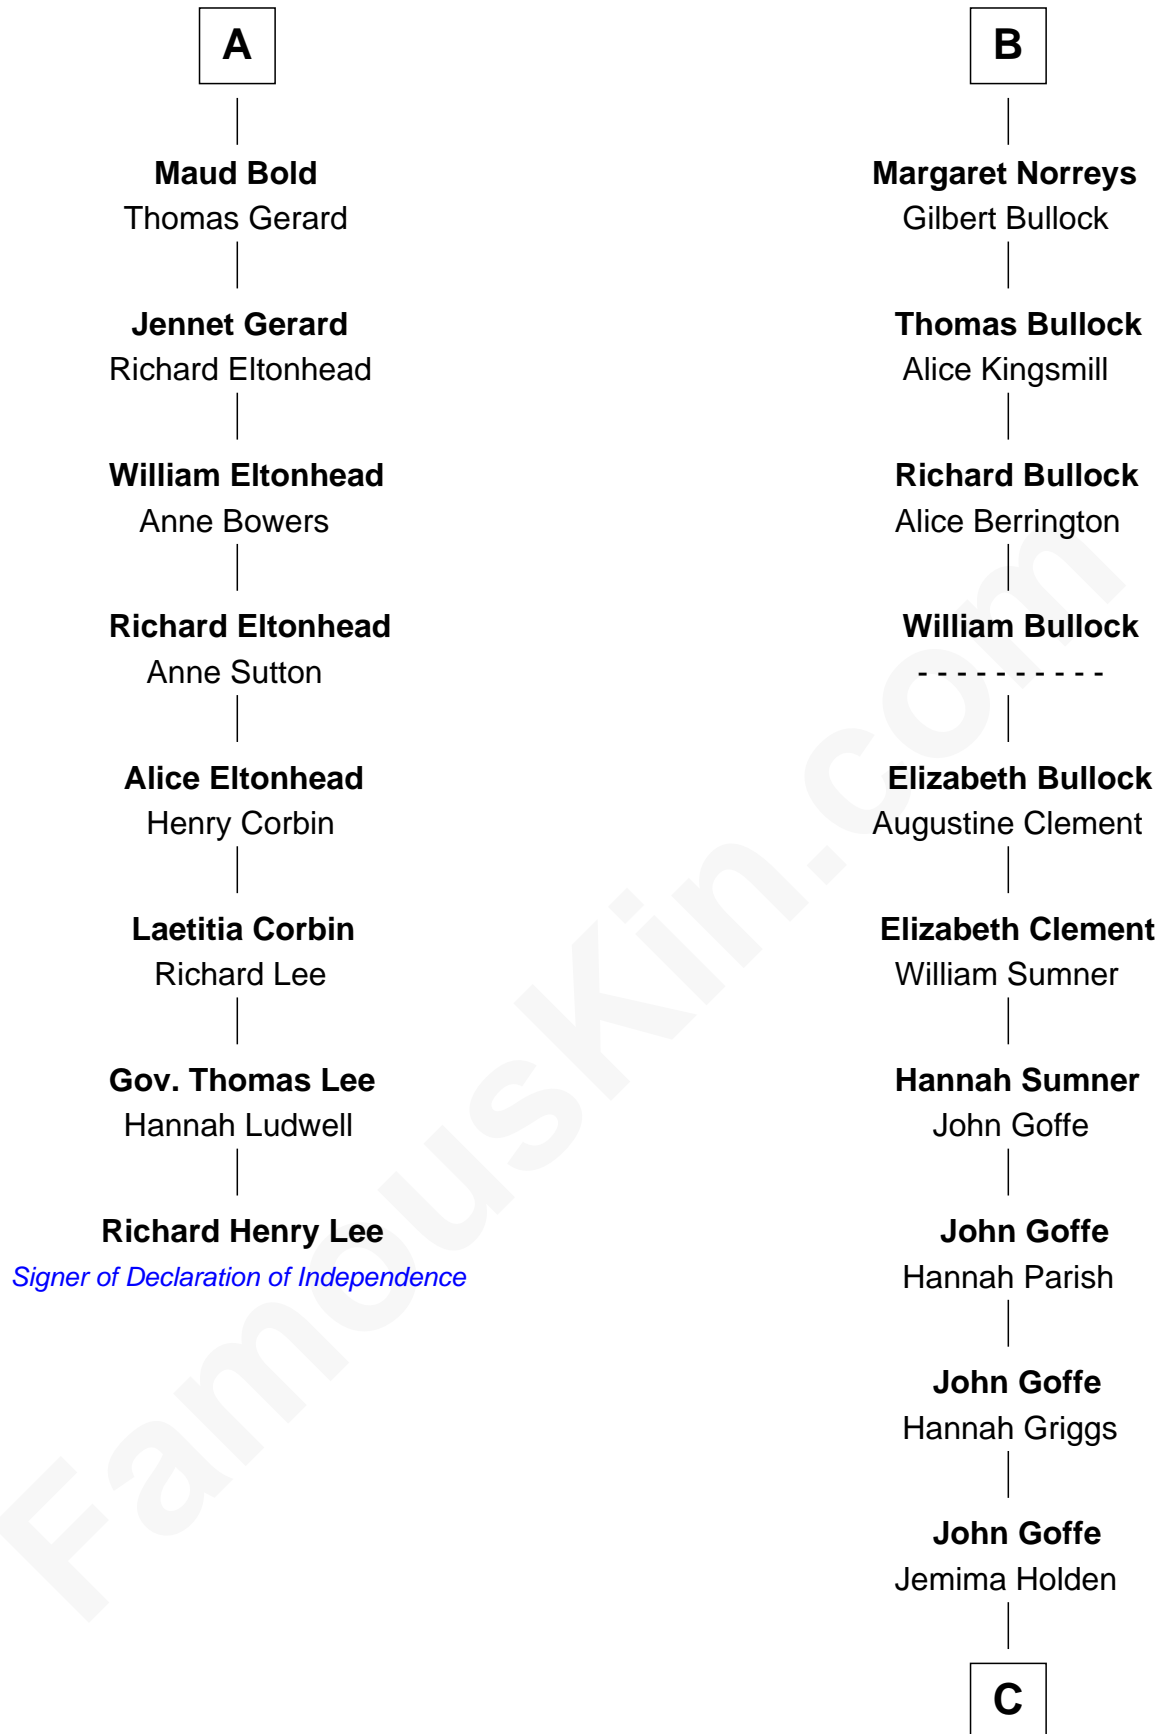 A
Maud Bold
Thomas Gerard
Jennet Gerard
Richard Eltonhead
William Eltonhead
Anne Bowers
Richard Eltonhead
Anne Sutton
Alice Eltonhead
Henry Corbin
Laetitia Corbin
Richard Lee
Gov. Thomas Lee
Hannah Ludwell
Richard Henry Lee
Signer of Declaration of Independence
B
Margaret Norreys
Gilbert Bullock
Thomas Bullock
Alice Kingsmill
Richard Bullock
Alice Berrington
William Bullock
- - - - - - - - - -
Elizabeth Bullock
Augustine Clement
Elizabeth Clement
William Sumner
Hannah Sumner
John Goffe
John Goffe
Hannah Parish
John Goffe
Hannah Griggs
John Goffe
Jemima Holden
C
FamousKin.com